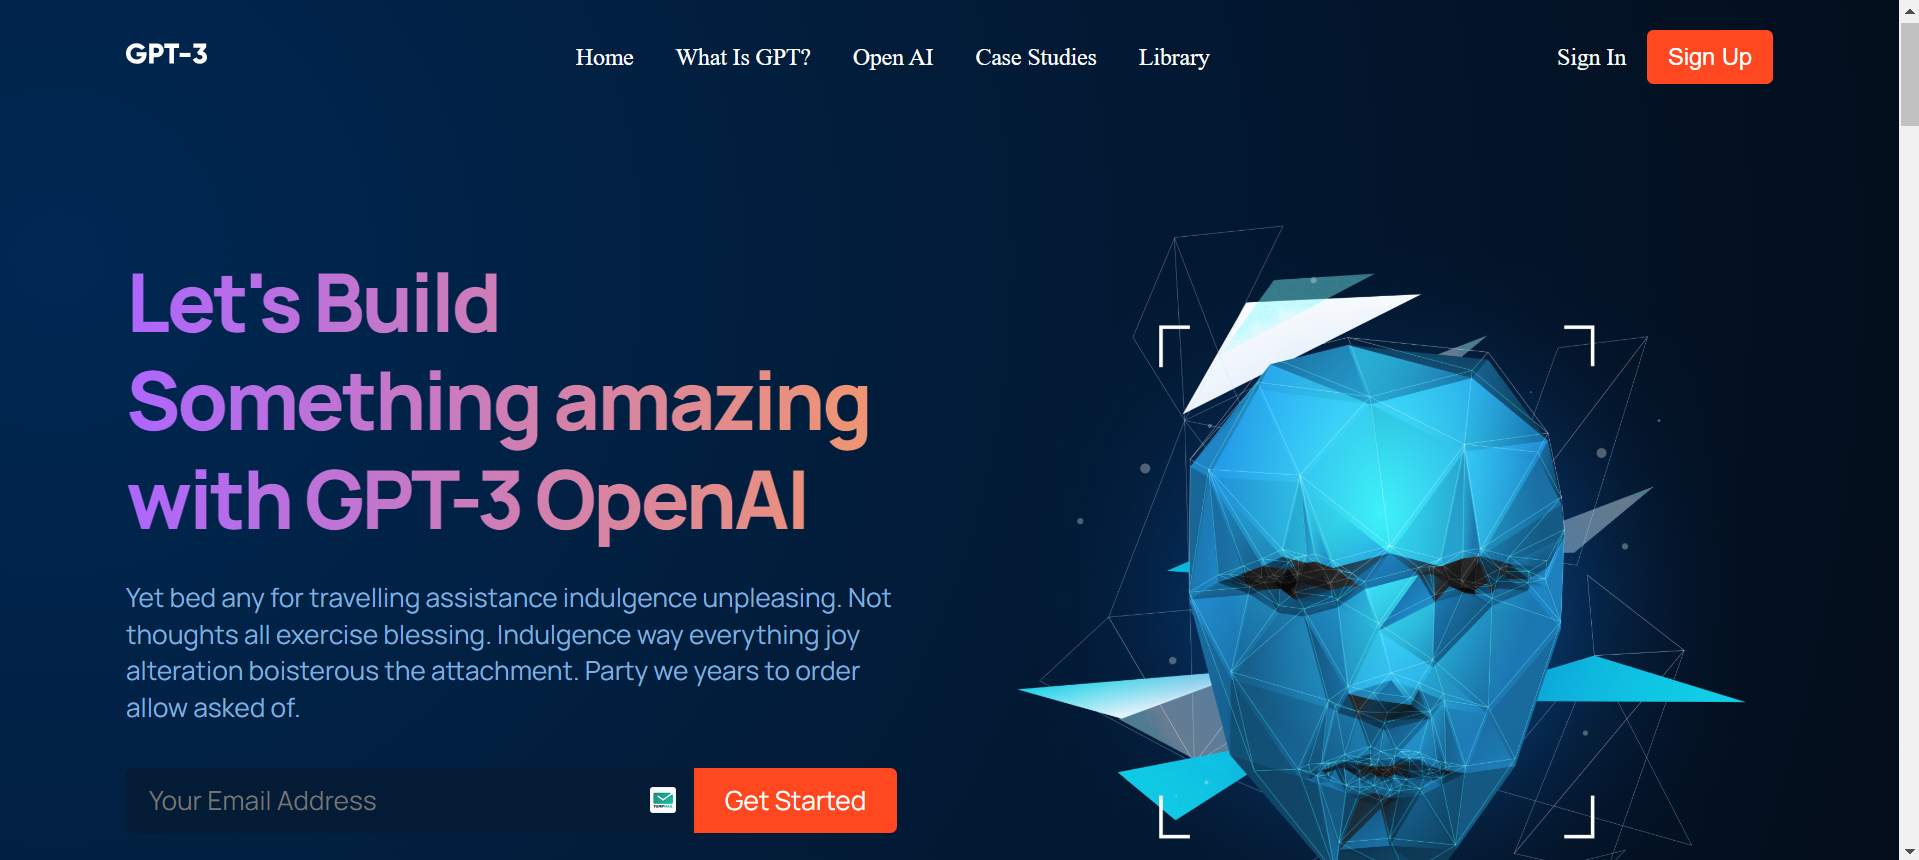 GPT-3
Home What Is GPT? Open AI Case Studies Library
Sign In Sign Up
Let's Build
Something amazing
with GPT-3 OpenAI
Yet bed any for travelling assistance indulgence unpleasing. Not
thoughts all exercise blessing. Indulgence way everything joy
alteration boisterous the attachment. Party we years to order
allow asked of.
Your Email Address
Get Started